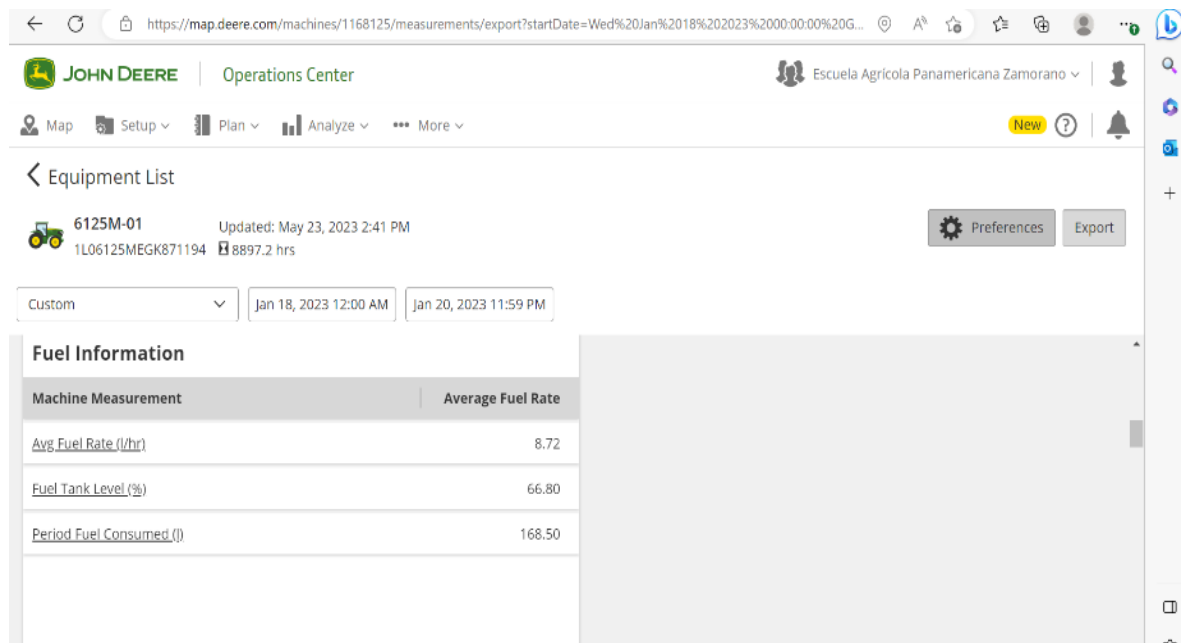 https://map.deere.com/machines/1168125/measurements/export?startDate=Wed%20Jan%2018%202023%2000:00:00%20G...
JOHN DEERE Operations Center Escuela Agrícola Panamericana Zamorano
Map Setup Plan Analyze More New
Equipment List
6125M-01 Updated: May 23, 2023 2:41 PM
1L06125MEGK871194 8897.2 hrs
Preferences Export
Custom Jan 18, 2023 12:00 AM Jan 20, 2023 11:59 PM
Fuel Information
Machine Measurement Average Fuel Rate
Avg Fuel Rate (l/hr) 8.72
Fuel Tank Level (%) 66.80
Period Fuel Consumed (l) 168.50